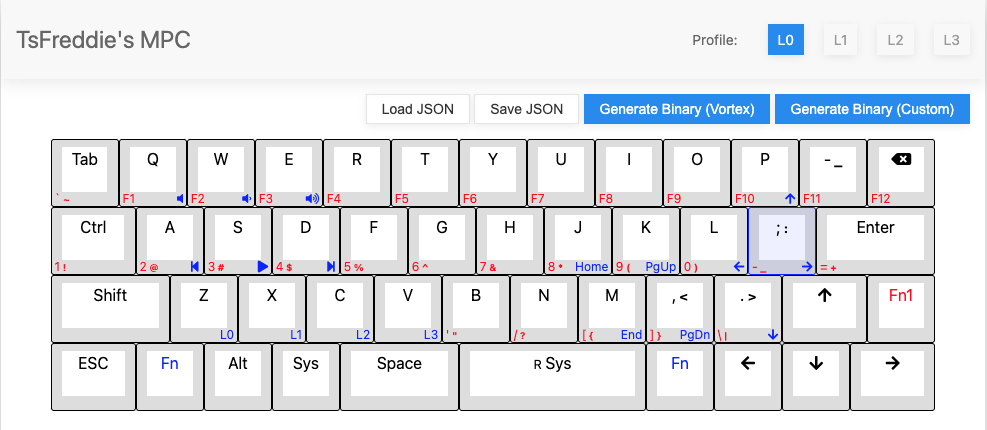 TsFreddie's MPC
Profile: L0 L1 L2 L3
Load JSON Save JSON Generate Binary (Vortex) Generate Binary (Custom)
Tab Q W E R T Y U I O P - _
` ~ F1 F2 F3 F4 F5 F6 F7 F8 F9 F10 F11 F12
Ctrl A S D F G H J K L ; : Enter
1 ! 2 @ 3 # 4 $ 5 % 6 ^ 7 & 8 * Home 9 ( PgUp 0 ) - _ = +
Shift Z X C V B N M , < . > Fn1
L0 L1 L2 L3 ' " / ? [ { End ] } PgDn \ |
ESC Fn Alt Sys Space R Sys Fn